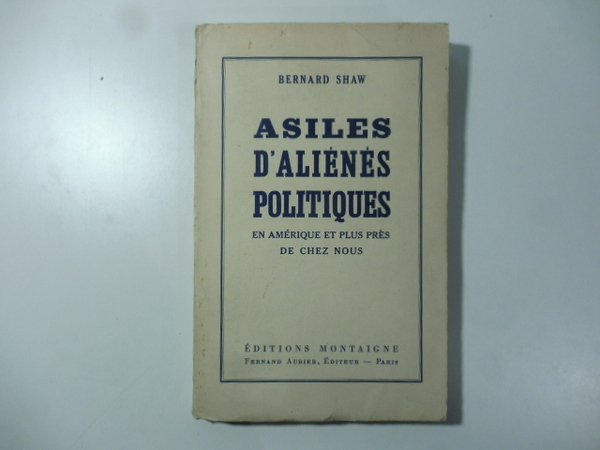 BERNARD SHAW
ASILES
D'ALIÉNÉS
POLITIQUES
EN AMÉRIQUE ET PLUS PRÈS
DE CHEZ NOUS
ÉDITIONS MONTAIGNE
FERNAND AUBIER, ÉDITEUR — PARIS